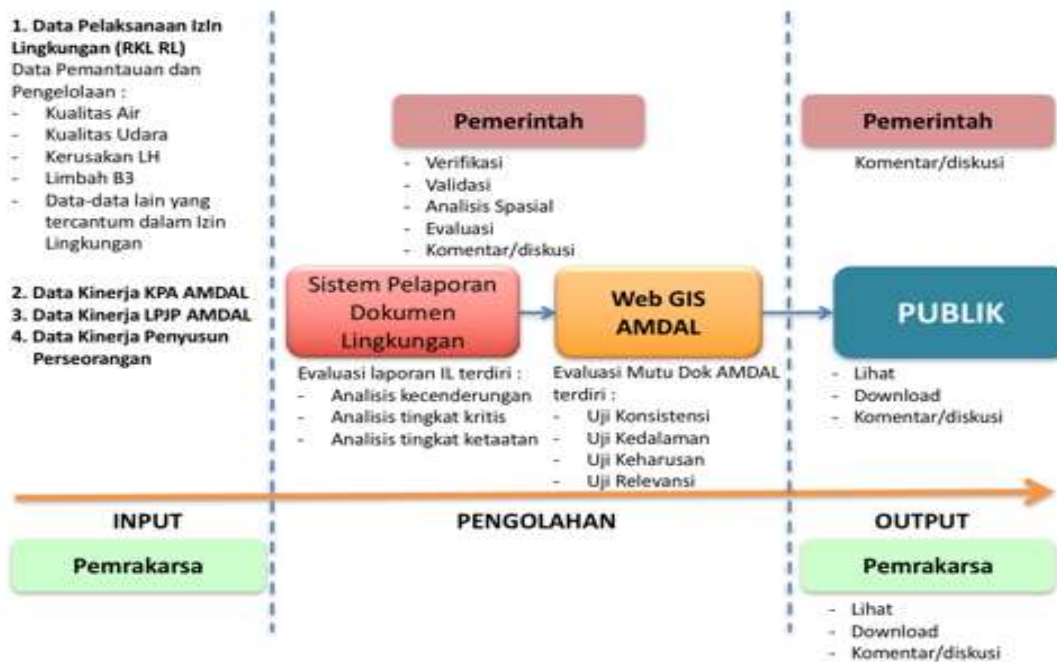 1. Data Pelaksanaan IzIn
Lingkungan (RKL RL)
Data Pemantauan dan
Pengelolaan :
- Kualitas Air
- Kualitas Udara
- Kerusakan LH
- Limbah B3
- Data-data lain yang
tercantum dalam Izin
Lingkungan
2. Data Kinerja KPA AMDAL
3. Data Kinerja LPJP AMDAL
4. Data Kinerja Penyusun
Perseorangan
Pemerintah
- Verifikasi
- Validasi
- Analisis Spasial
- Evaluasi
- Komentar/diskusi
Sistem Pelaporan
Dokumen
Lingkungan
Evaluasi laporan IL terdiri :
- Analisis kecenderungan
- Analisis tingkat kritis
- Analisis tingkat ketaatan
Web GIS
AMDAL
Evaluasi Mutu Dok AMDAL
terdiri :
- Uji Konsistensi
- Uji Kedalaman
- Uji Keharusan
- Uji Relevansi
Pemerintah
Komentar/diskusi
PUBLIK
- Lihat
- Download
- Komentar/diskusi
INPUT
PENGOLAHAN
OUTPUT
Pemrakarsa
Pemrakarsa
- Lihat
- Download
- Komentar/diskusi